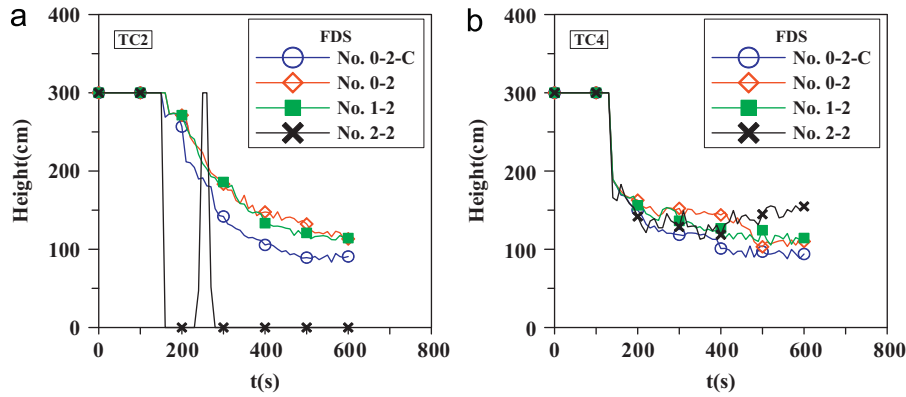 a
400
300
200
100
0
Height(cm)
TC2
FDS
No. 0-2-C
No. 0-2
No. 1-2
No. 2-2
0 200 400 600 800
t(s)
b
400
300
200
100
0
Height(cm)
TC4
FDS
No. 0-2-C
No. 0-2
No. 1-2
No. 2-2
0 200 400 600 800
t(s)